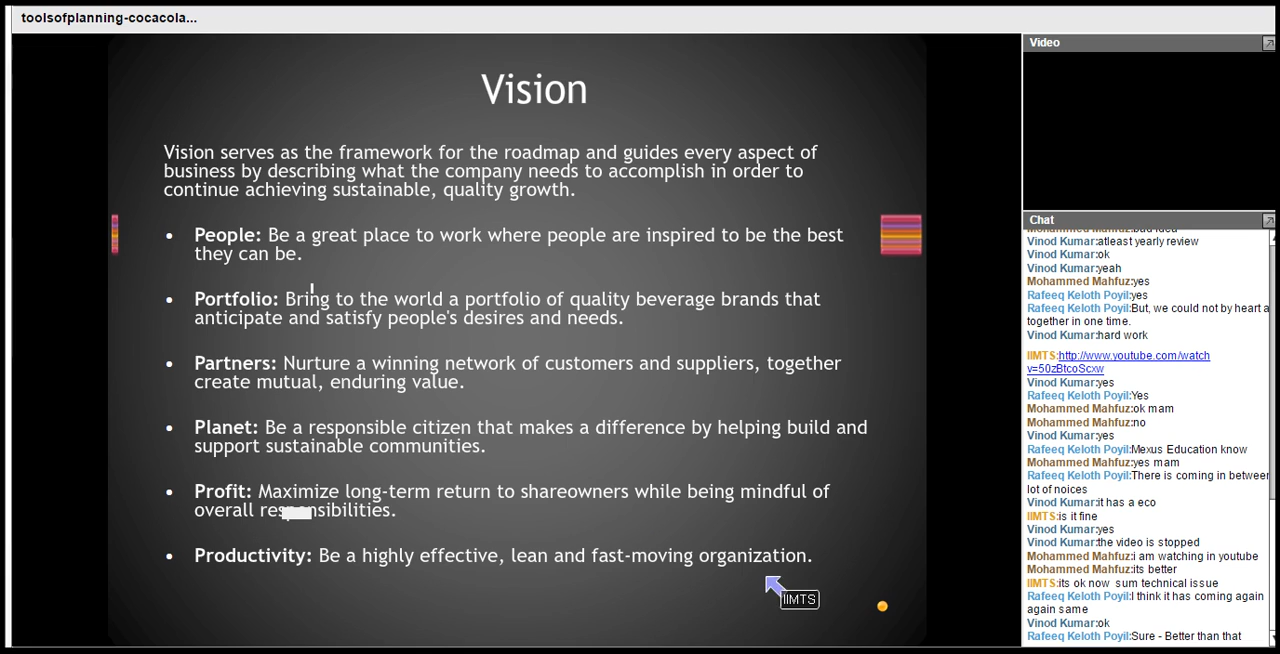 toolsofplanning-cocacola...
Vision
Vision serves as the framework for the roadmap and guides every aspect of
business by describing what the company needs to accomplish in order to
continue achieving sustainable, quality growth.
• People: Be a great place to work where people are inspired to be the best
they can be.
• Portfolio: Bring to the world a portfolio of quality beverage brands that
anticipate and satisfy people's desires and needs.
• Partners: Nurture a winning network of customers and suppliers, together
create mutual, enduring value.
• Planet: Be a responsible citizen that makes a difference by helping build and
support sustainable communities.
• Profit: Maximize long-term return to shareowners while being mindful of
overall responsibilities.
• Productivity: Be a highly effective, lean and fast-moving organization.
IIMTS
Video
Chat
Mohammed Mahfuz:bad idea
Vinod Kumar:atleast yearly review
Vinod Kumar:ok
Vinod Kumar:yeah
Mohammed Mahfuz:yes
Rafeeq Keloth Poyil:yes
Rafeeq Keloth Poyil:But, we could not by heart a
together in one time.
Vinod Kumar:hard work
IIMTS:http://www.youtube.com/watch
v=50zBtcoScxw
Vinod Kumar:yes
Rafeeq Keloth Poyil:Yes
Mohammed Mahfuz:ok mam
Mohammed Mahfuz:no
Vinod Kumar:yes
Rafeeq Keloth Poyil:Mexus Education know
Mohammed Mahfuz:yes mam
Rafeeq Keloth Poyil:There is coming in between
lot of noices
Vinod Kumar:it has a eco
IIMTS:is it fine
Vinod Kumar:yes
Vinod Kumar:the video is stopped
Mohammed Mahfuz:i am watching in youtube
Mohammed Mahfuz:its better
IIMTS:its ok now sum technical issue
Rafeeq Keloth Poyil:I think it has coming again
again same
Vinod Kumar:ok
Rafeeq Keloth Poyil:Sure - Better than that